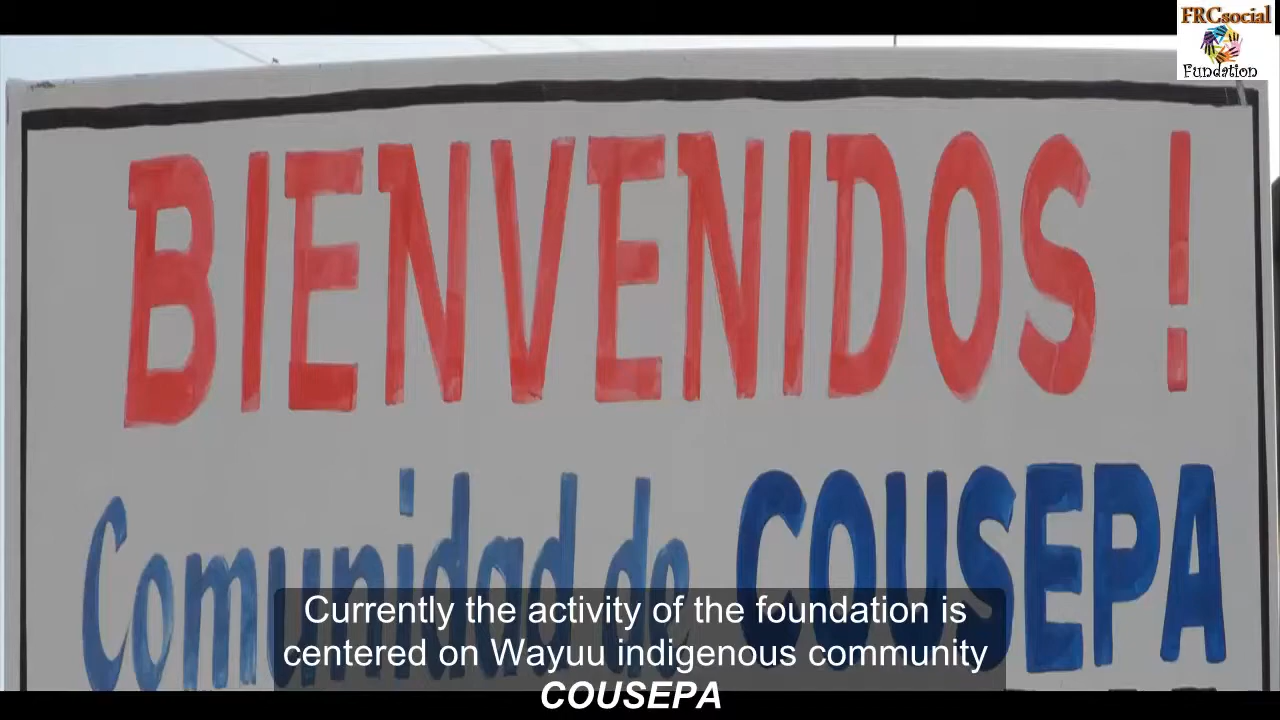 FRCsocial
Fundation
BIENVENIDOS !
Comunidad de COUSEPA
Currently the activity of the foundation is
centered on Wayuu indigenous community
COUSEPA